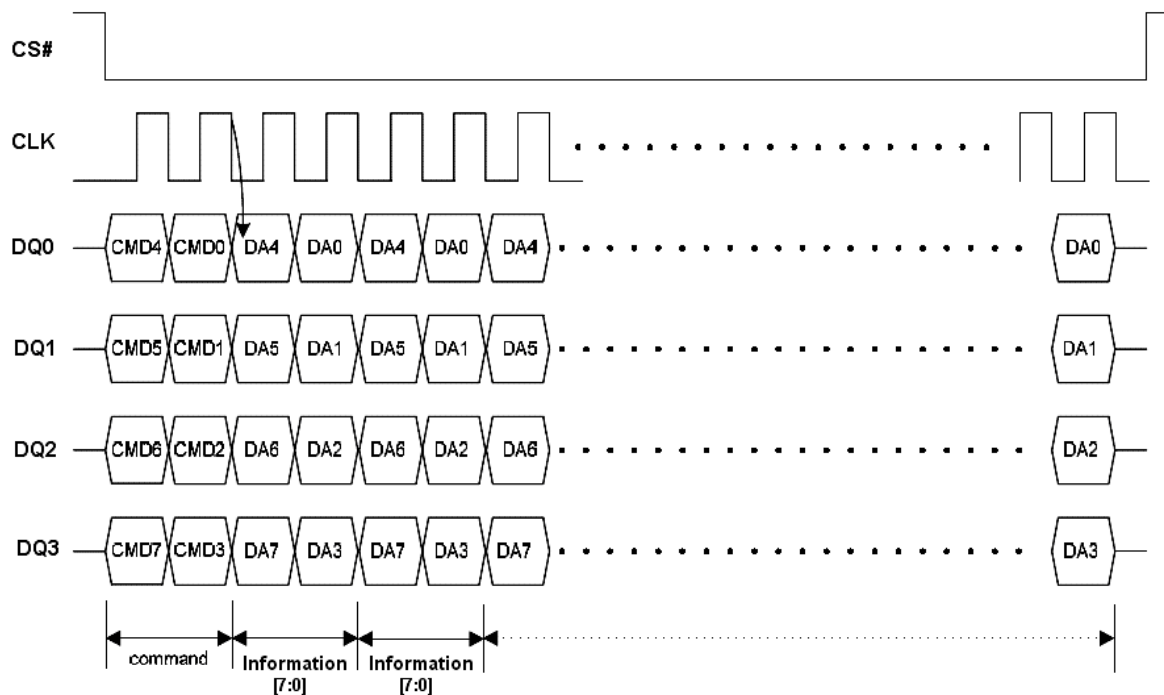 CS#
CLK
DQ0 CMD4 CMD0 DA4 DA0 DA4 DA0 DA4 DA0
DQ1 CMD5 CMD1 DA5 DA1 DA5 DA1 DA5 DA1
DQ2 CMD6 CMD2 DA6 DA2 DA6 DA2 DA6 DA2
DQ3 CMD7 CMD3 DA7 DA3 DA7 DA3 DA7 DA3
command Information Information
[7:0] [7:0]